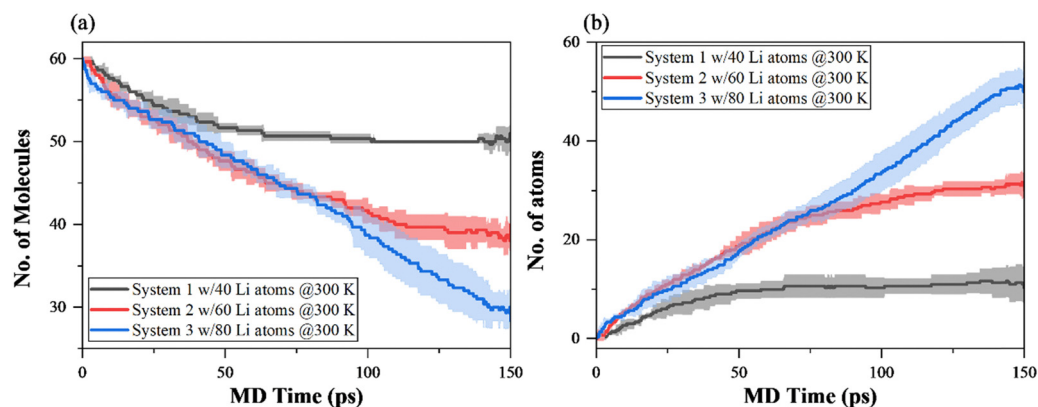 (a)
60
50
40
30
No. of Molecules
System 1 w/40 Li atoms @300 K
System 2 w/60 Li atoms @300 K
System 3 w/80 Li atoms @300 K
0
50
100
150
MD Time (ps)
(b)
60
40
20
0
No. of atoms
System 1 w/40 Li atoms @300 K
System 2 w/60 Li atoms @300 K
System 3 w/80 Li atoms @300 K
0
50
100
150
MD Time (ps)